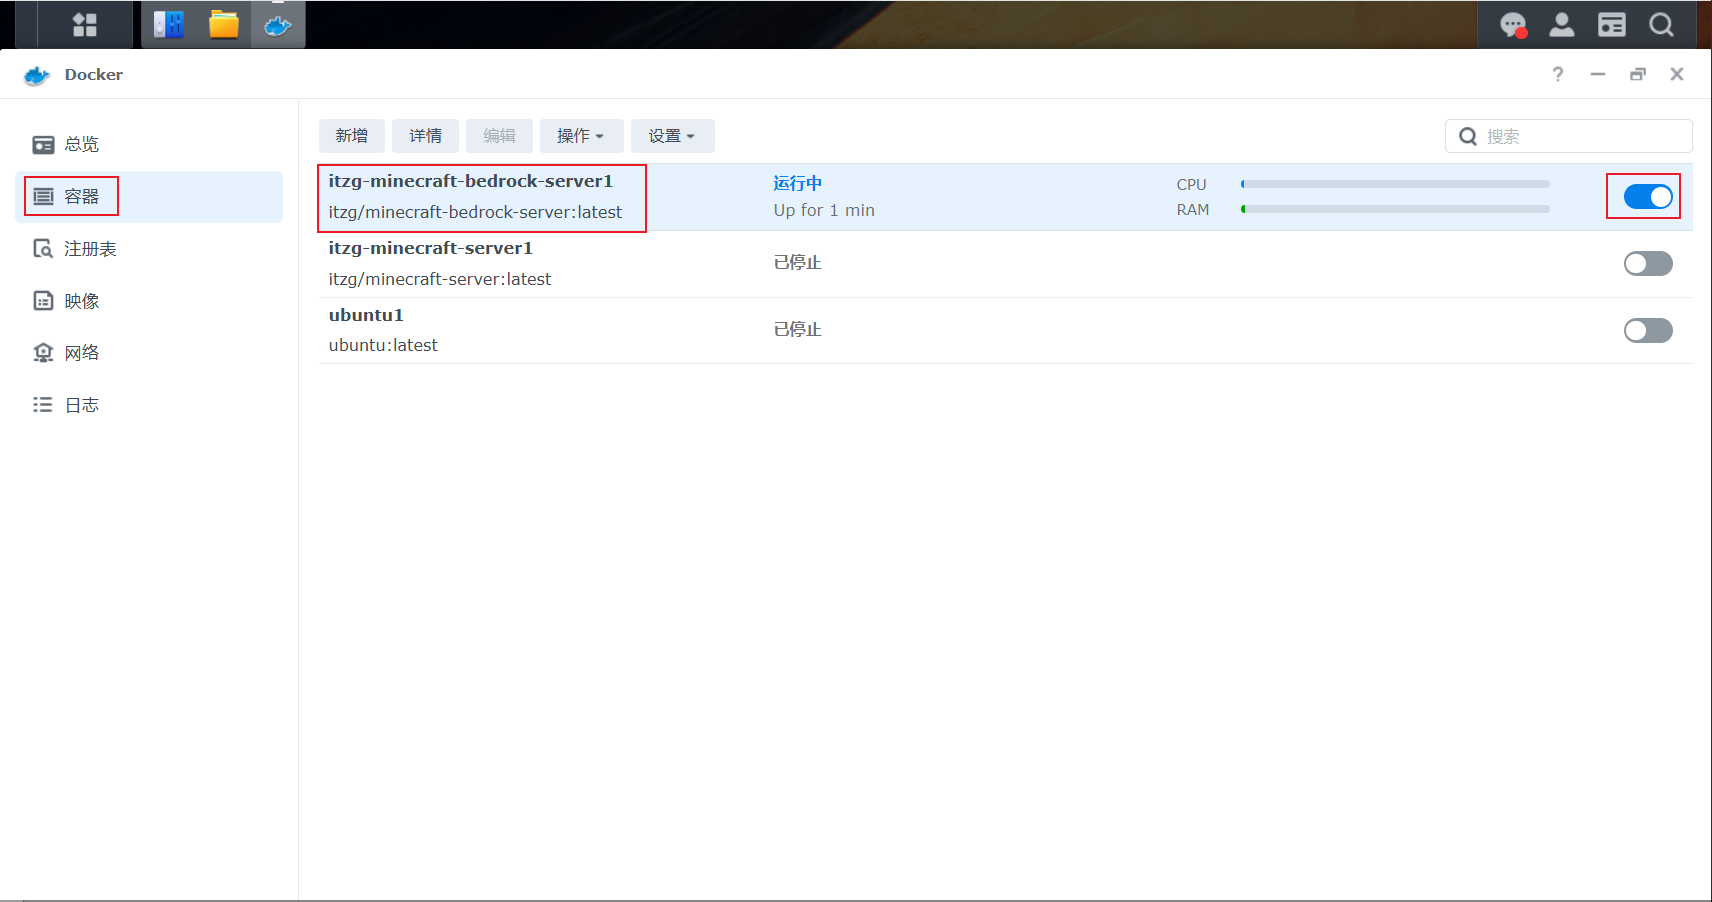 Docker
?
总览
容器
注册表
映像
网络
日志
新增 详情 编辑 操作 设置
搜索
itzg-minecraft-bedrock-server1
itzg/minecraft-bedrock-server:latest
运行中
Up for 1 min
CPU
RAM
itzg-minecraft-server1
itzg/minecraft-server:latest
已停止
ubuntu1
ubuntu:latest
已停止